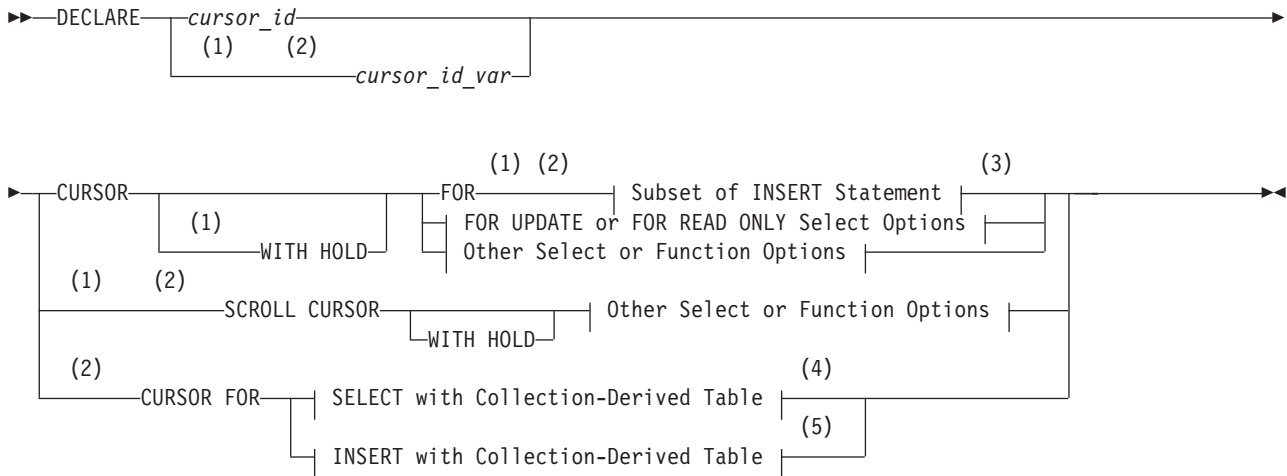 DECLARE cursor_id
(1) (2)
cursor_id_var
(1) (2) (3)
CURSOR FOR Subset of INSERT Statement
(1) FOR UPDATE or FOR READ ONLY Select Options
WITH HOLD Other Select or Function Options
(1) (2)
SCROLL CURSOR Other Select or Function Options
WITH HOLD
(2) (4)
CURSOR FOR SELECT with Collection-Derived Table
(5)
INSERT with Collection-Derived Table